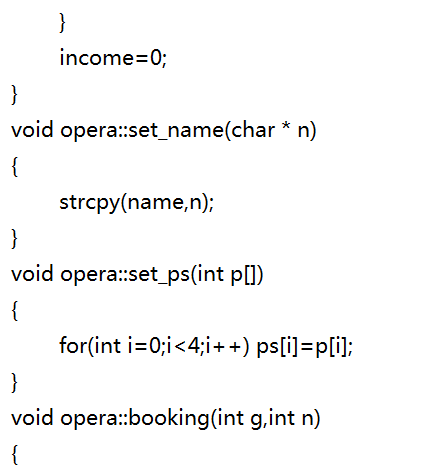 }
income=0;
}
void opera::set_name(char * n)
{
strcpy(name,n);
}
void opera::set_ps(int p[])
{
for(int i=0;i<4;i++) ps[i]=p[i];
}
void opera::booking(int g,int n)
{